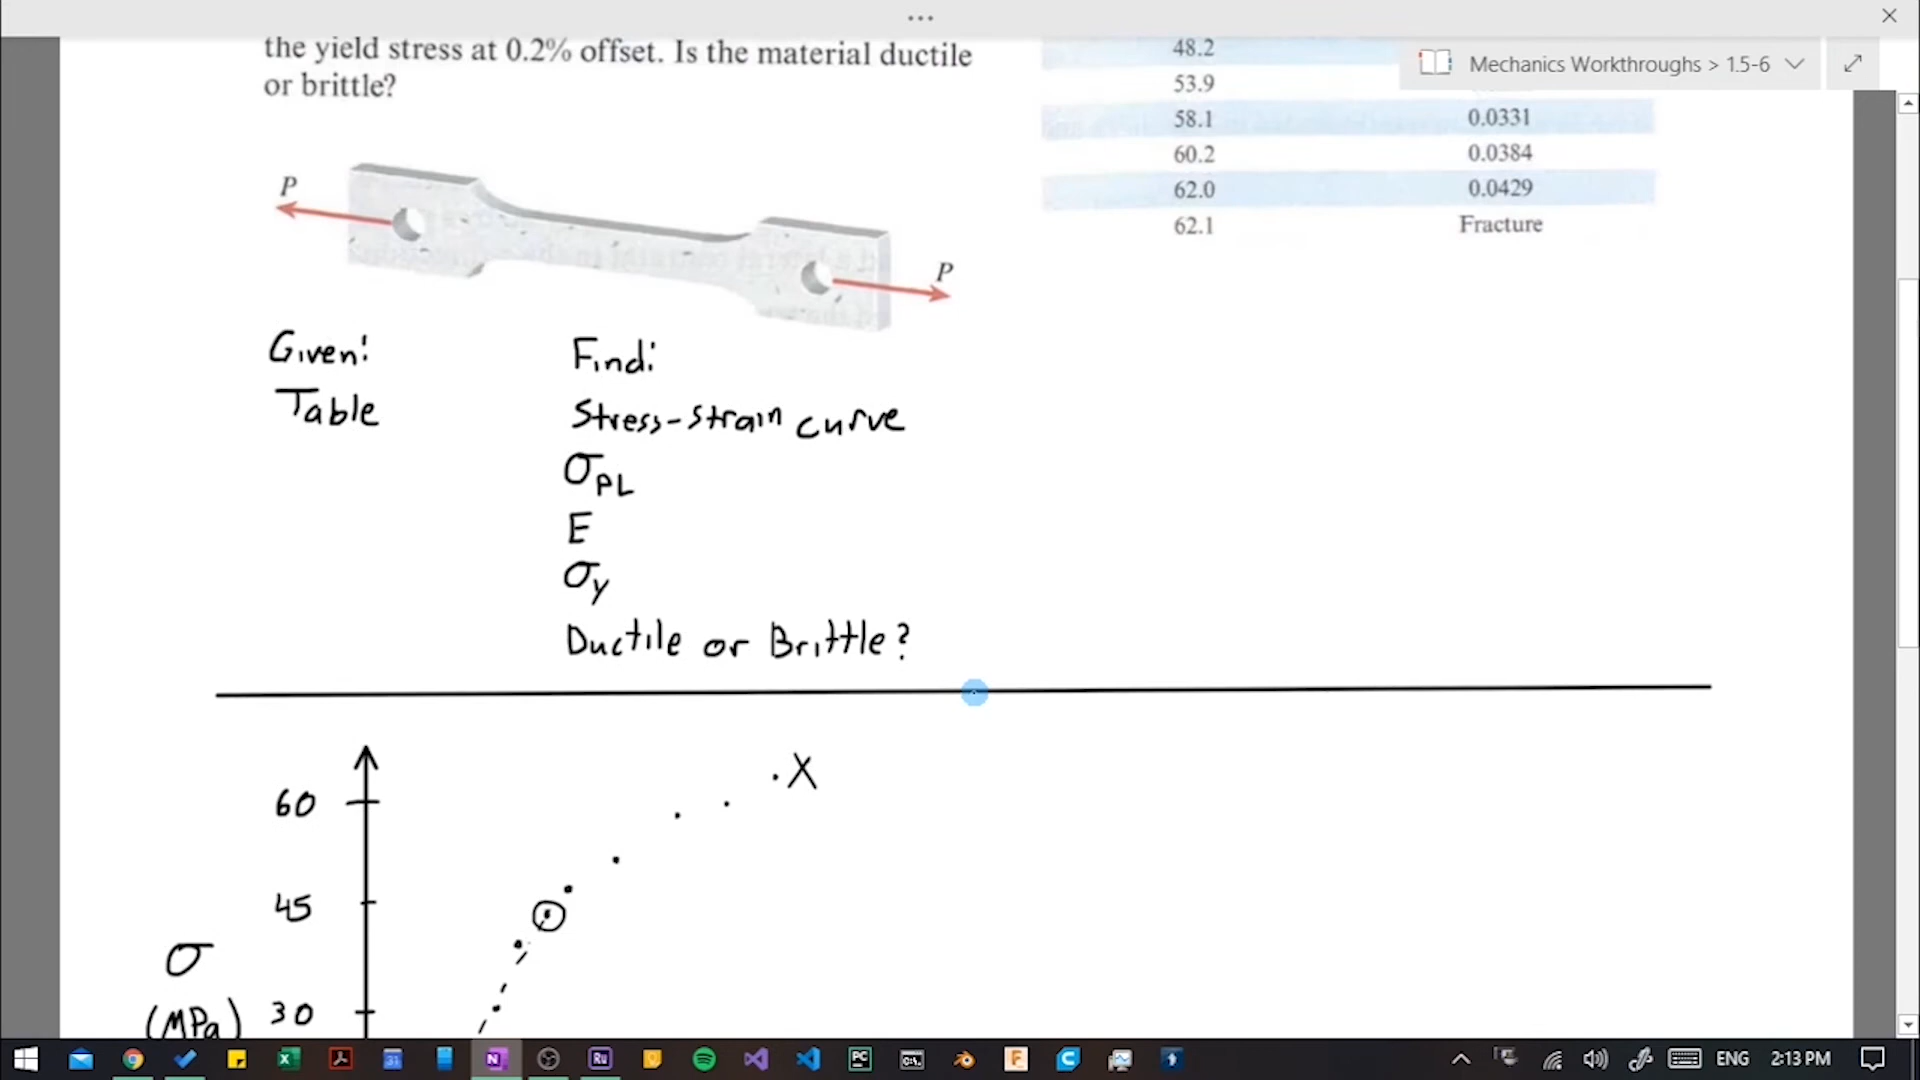 ...
the yield stress at 0.2% offset. Is the material ductile
or brittle?
48.2
53.9
58.1 0.0331
60.2 0.0384
62.0 0.0429
62.1 Fracture
Mechanics Workthroughs > 1.5-6
P
P
Given:
Table
Find:
Stress-strain curve
σPL
E
σy
Ductile or Brittle?
X
60
45
σ
(MPa) 30
ENG 2:13 PM